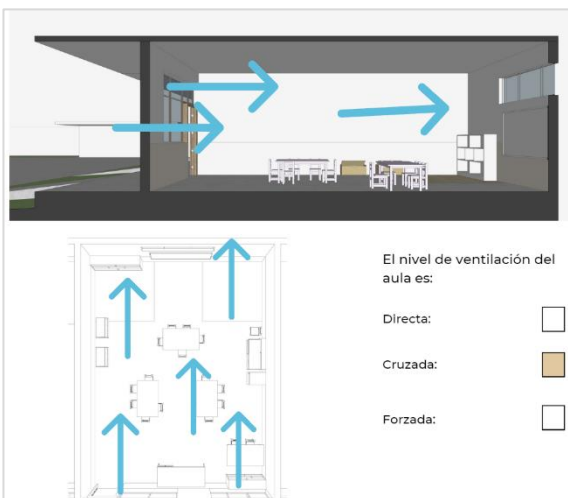 El nivel de ventilación del
aula es:
Directa:
Cruzada:
Forzada: